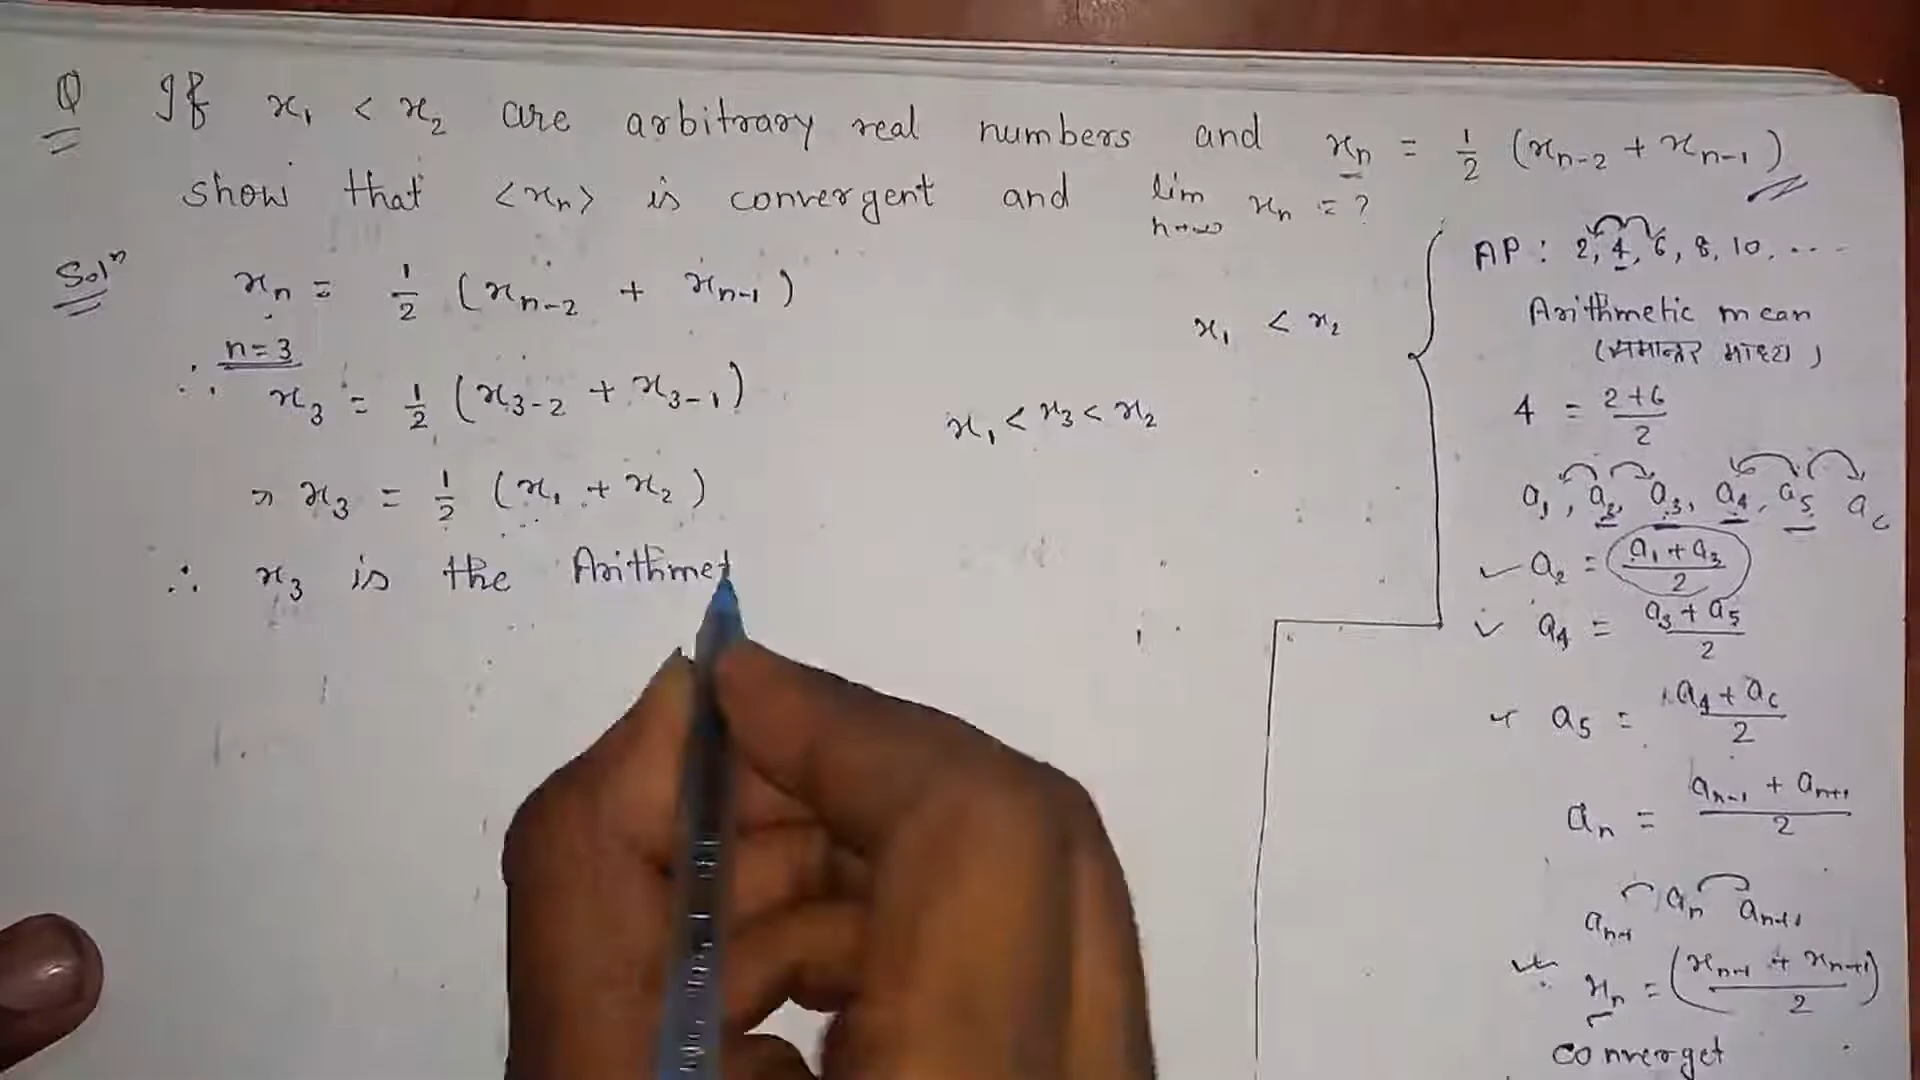 Q If x₁ < x₂ are arbitrary real numbers and xₙ = 1/2 (xₙ₋₂ + xₙ₋₁)
show that <xₙ> is convergent and lim n→∞ xₙ = ?
Solⁿ xₙ = 1/2 (xₙ₋₂ + xₙ₋₁)
x₁ < x₂
n=3
∴ x₃ = 1/2 (x₃₋₂ + x₃₋₁)
x₁ < x₃ < x₂
⇒ x₃ = 1/2 (x₁ + x₂)
∴ x₃ is the Arithmet
AP : 2, 4, 6, 8, 10, ...
Arithmetic mean
(समान्तर माध्य)
4 = (2+6)/2
a₁, a₂, a₃, a₄, a₅ a₆
✓ a₂ = (a₁ + a₃)/2
✓ a₄ = (a₃ + a₅)/2
✓ a₅ = (a₄ + a₆)/2
aₙ = (aₙ₋₁ + aₙ₊₁)/2
aₙ₋₁ aₙ aₙ₊₁
xₙ = (xₙ₋₁ + xₙ₊₁)/2
converget